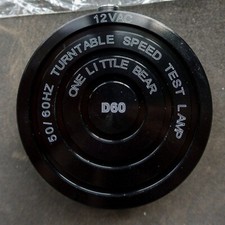 12VAC
50/60HZ TURNTABLE SPEED TEST LAMP
ONE LITTLE BEAR
D60